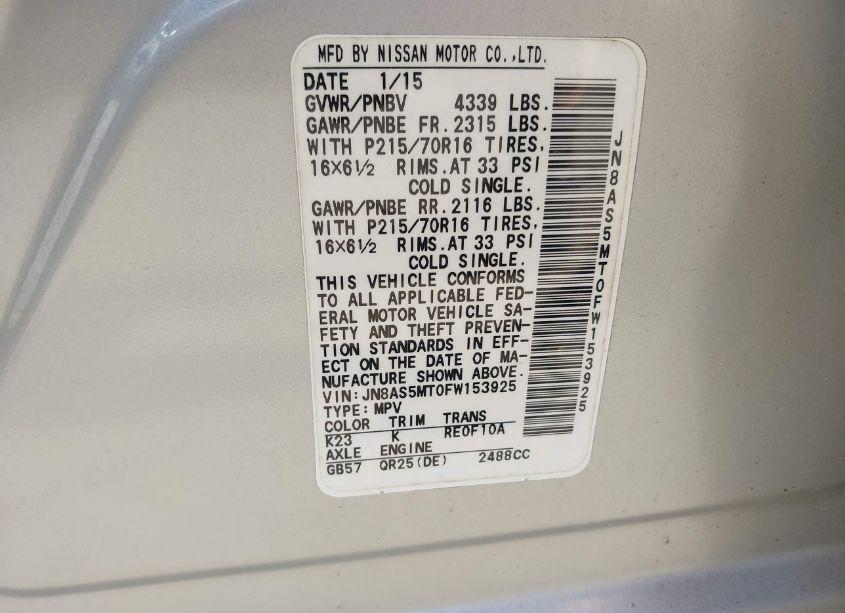 MFD BY NISSAN MOTOR CO.,LTD.
DATE 1/15
GVWR/PNBV 4339 LBS.
GAWR/PNBE FR. 2315 LBS.
WITH P215/70R16 TIRES,
16×6½ RIMS. AT 33 PSI
COLD SINGLE.
GAWR/PNBE RR. 2116 LBS.
WITH P215/70R16 TIRES,
16×6½ RIMS. AT 33 PSI
COLD SINGLE.
THIS VEHICLE CONFORMS
TO ALL APPLICABLE FED-
ERAL MOTOR VEHICLE SA-
FETY AND THEFT PREVEN-
TION STANDARDS IN EFF-
ECT ON THE DATE OF MA-
NUFACTURE SHOWN ABOVE.
VIN: JN8AS5MT0FW153925
TYPE: MPV
COLOR TRIM TRANS
K23 K RE0F10A
AXLE ENGINE
GB57 QR25(DE) 2488CC
JN8AS5MT0FW153925